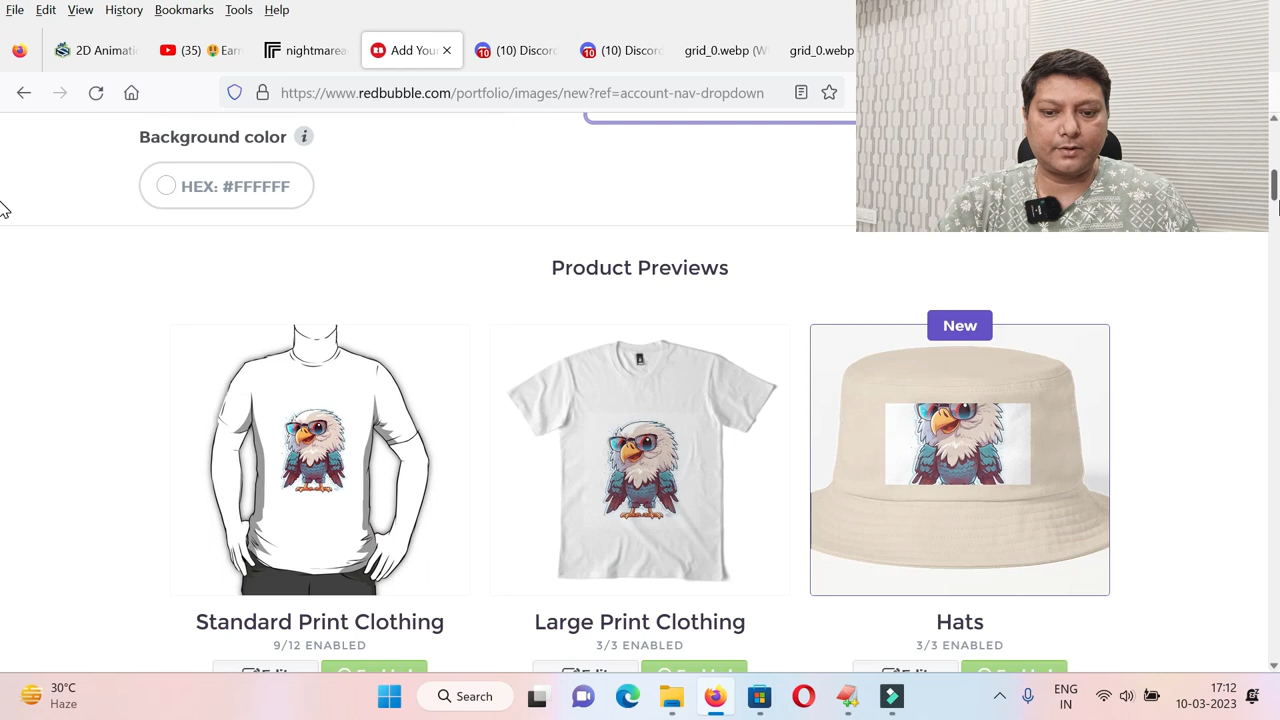 File Edit View History Bookmarks Tools Help
2D Animati (35) Earn nightmarea Add You (10) Discor (10) Discor grid_0.webp (W grid_0.webp
https://www.redbubble.com/portfolio/images/new?ref=account-nav-dropdown
Background color i
HEX: #FFFFFF
Product Previews
New
Standard Print Clothing Large Print Clothing Hats
9/12 ENABLED 3/3 ENABLED 3/3 ENABLED
30°C ENG 17:12
Haze Search IN 10-03-2023